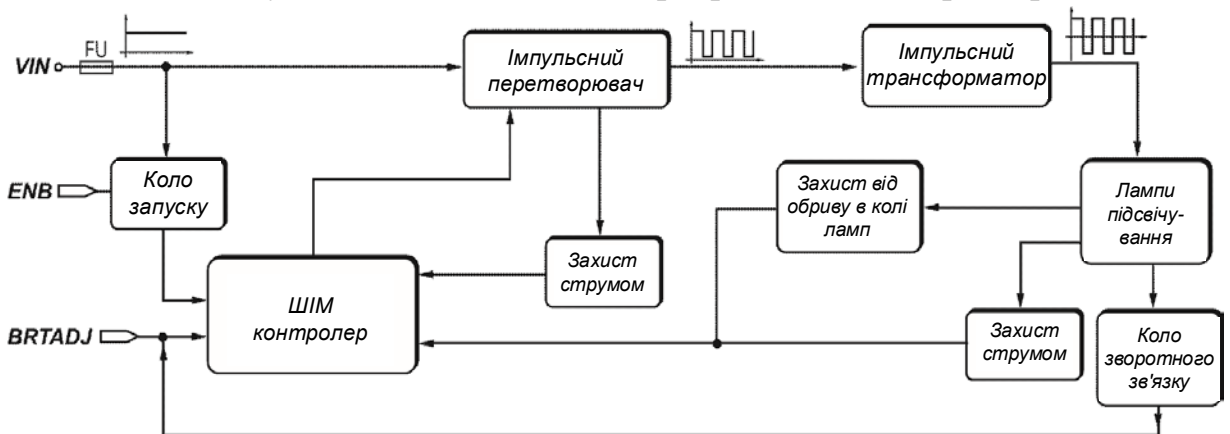 FU
VIN
Імпульсний
перетворювач
Імпульсний
трансформатор
ENB
Коло
запуску
Захист від
обриву в колі
ламп
Лампи
підсвічу-
вання
ШІМ
контролер
Захист
струмом
BRTADJ
Захист
струмом
Коло
зворотного
зв'язку